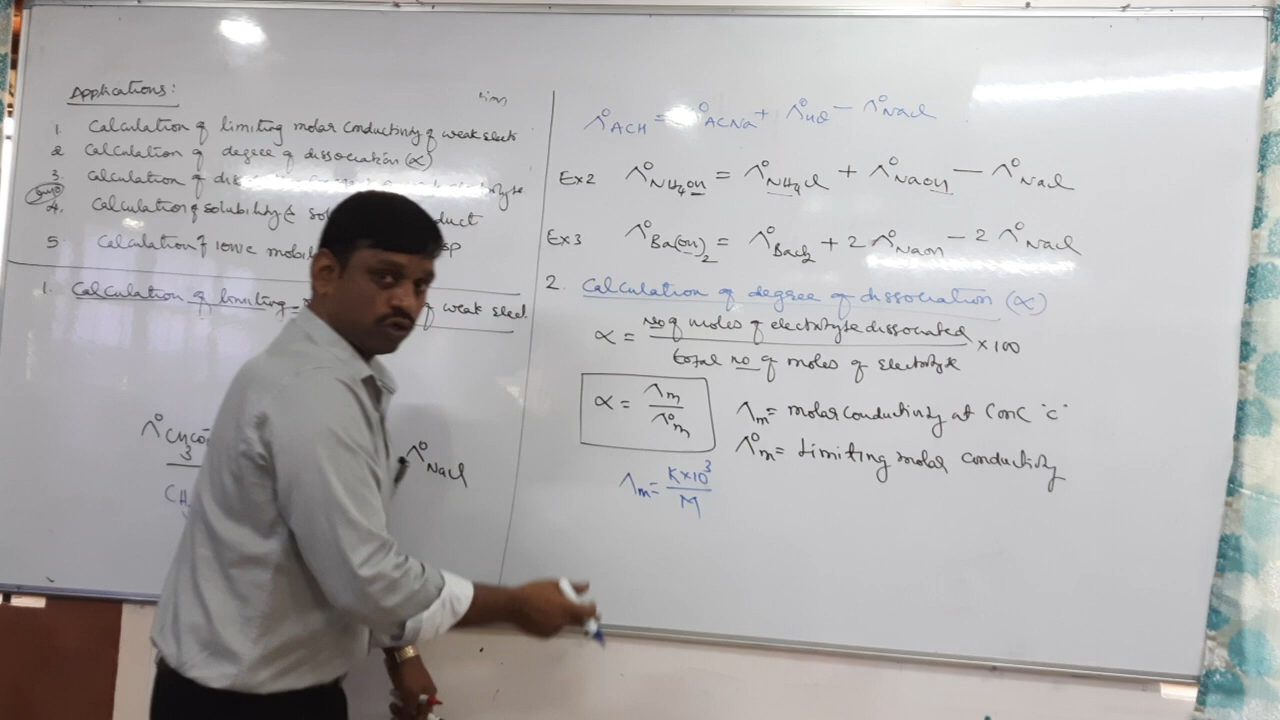 Applications:
1. Calculation of limiting molar Conductivity of weak elects
2 Calculation of degree of dissociation (α)
3. Calculation of
4. Calculation of solubility &
5. Calculation of ionic
1. Calculation of limiting of weak elect.
Λ°NaCl
Λ°ACH = Λ°ACNa + Λ°HCl − Λ°NaCl
Ex2 Λ°NH4OH = Λ°NH4Cl + Λ°NaOH − Λ°NaCl
Ex3 Λ°Ba(OH)2 = Λ°BaCl2 + 2 Λ°NaOH − 2 Λ°NaCl
2. Calculation of degree of dissociation (α)
α = No of moles of electrolyte dissociated / total no of moles of electrolyte × 100
α = Λm / Λ°m
Λm = molar conductivity at Conc 'c'
Λ°m = Limiting molar conductivity
Λm = K×10³ / M